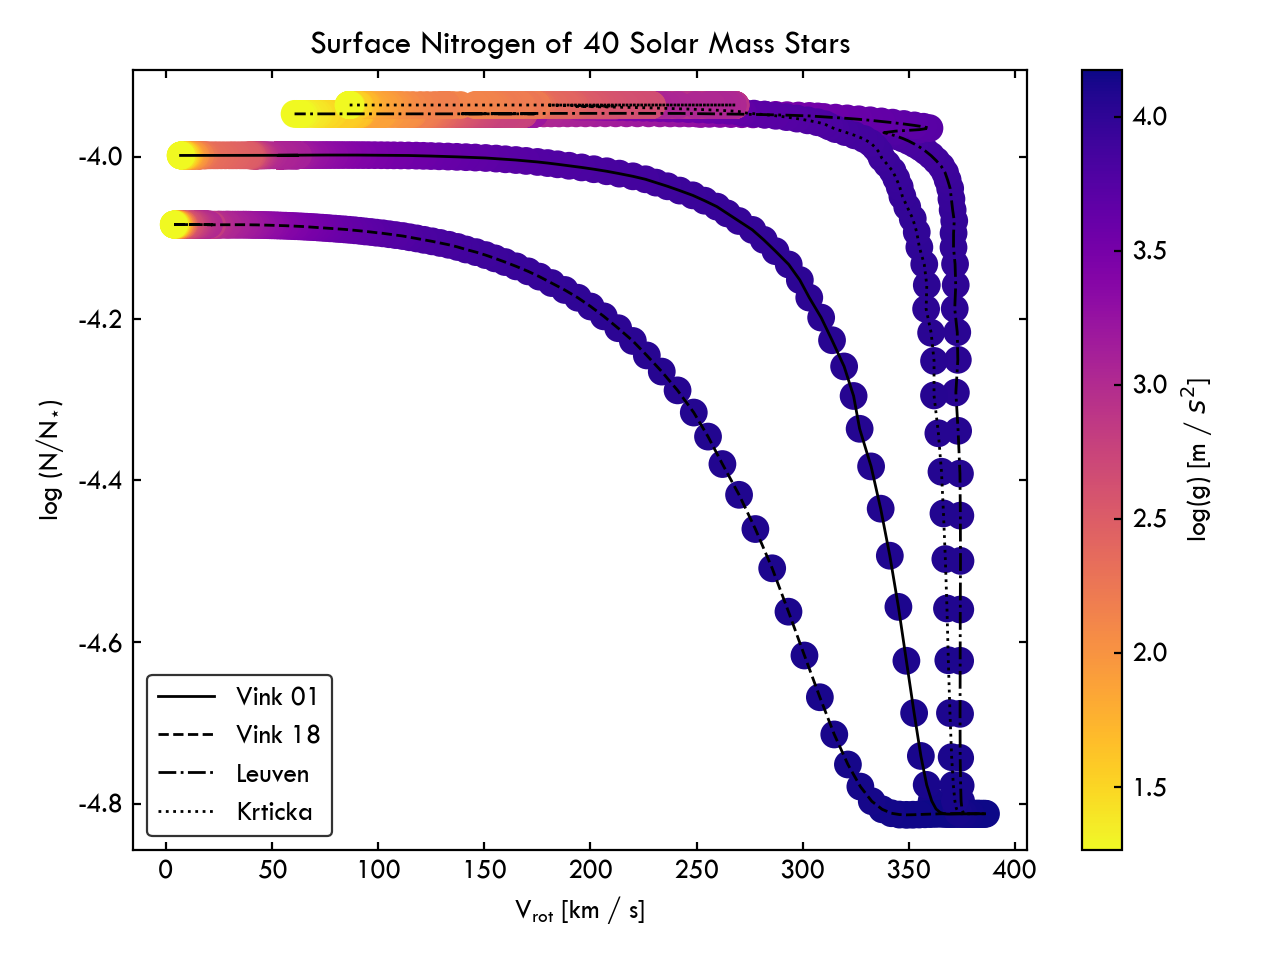 Surface Nitrogen of 40 Solar Mass Stars
log (N/N⋆)
-4.0
-4.2
-4.4
-4.6
-4.8
Vink 01
Vink 18
Leuven
Krticka
0 50 100 150 200 250 300 350 400
V_rot [km / s]
4.0
3.5
3.0
2.5
2.0
1.5
log(g) [m / s²]